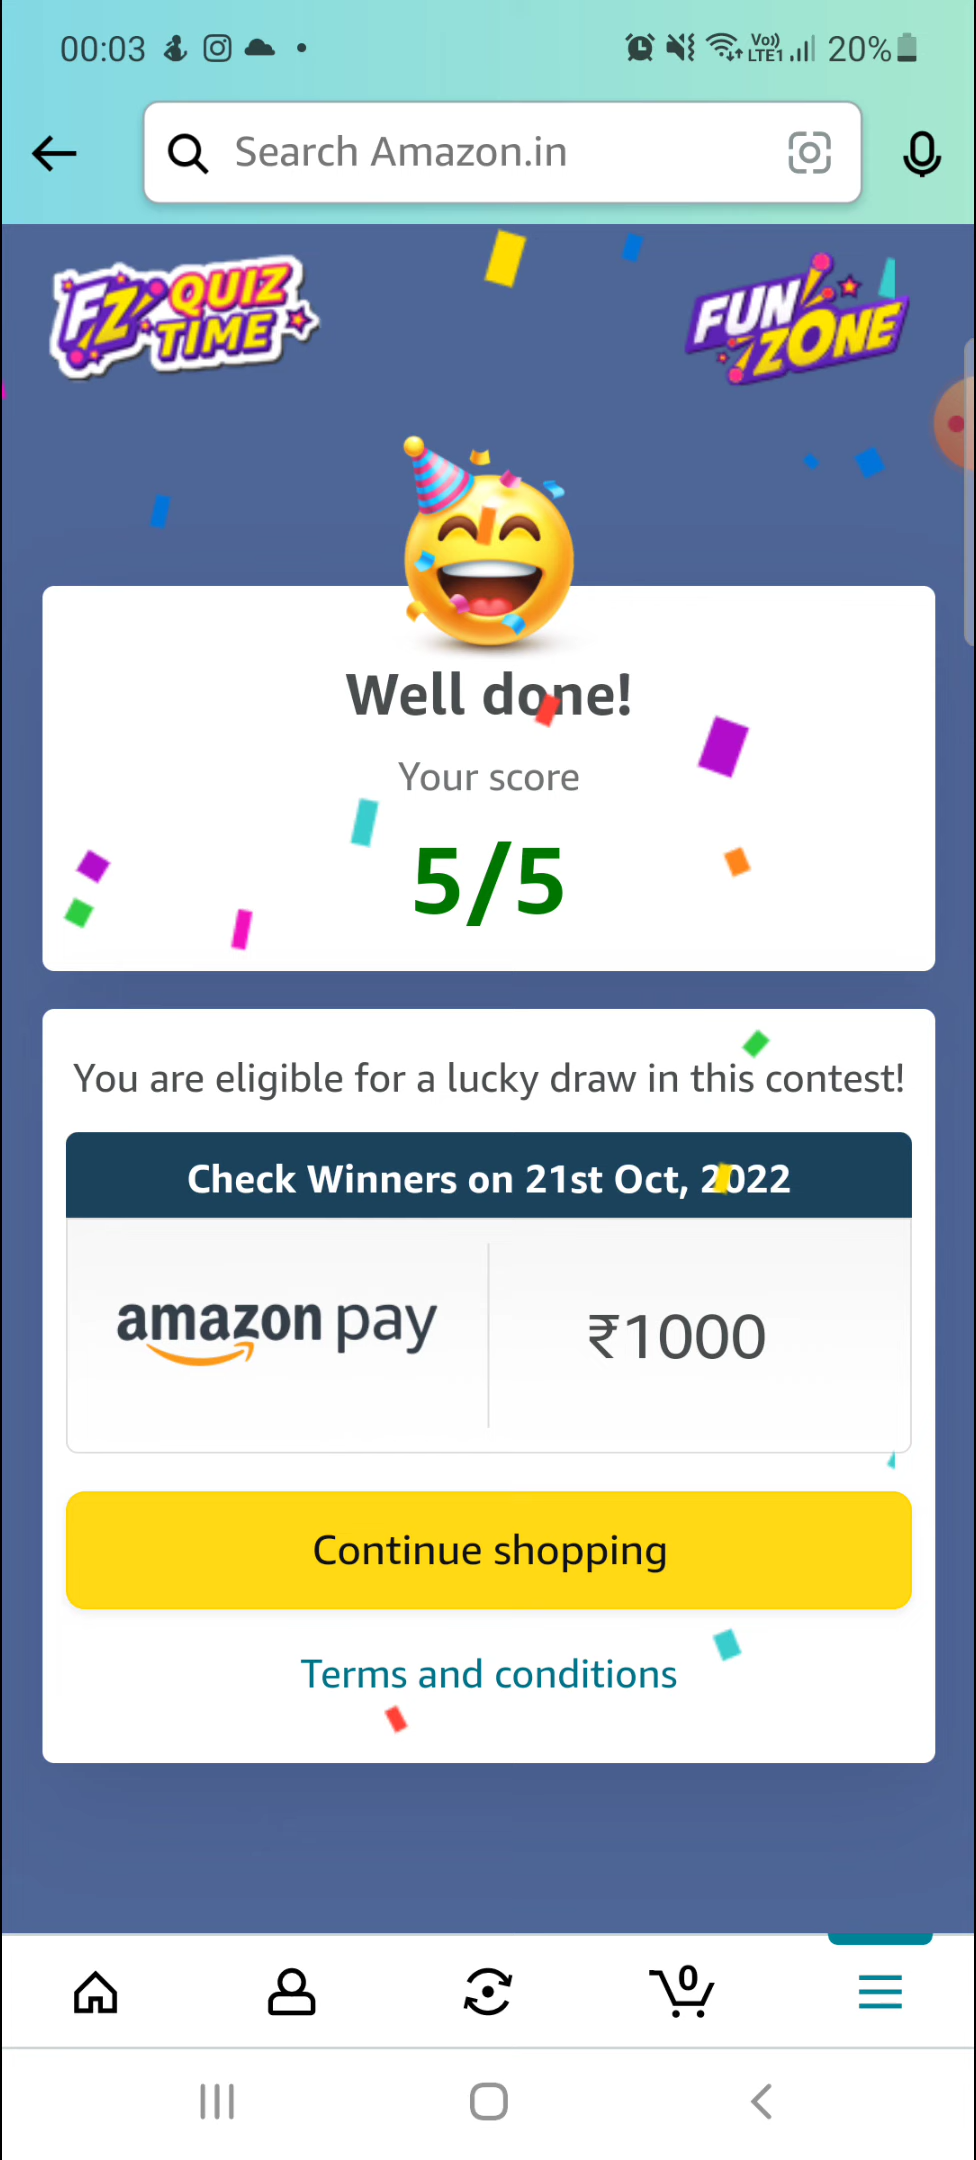 00:03
Vo))
LTE1
20%
Search Amazon.in
FZ QUIZ
TIME
FUN
ZONE
Well done!
Your score
5/5
You are eligible for a lucky draw in this contest!
Check Winners on 21st Oct, 2022
amazon pay
₹1000
Continue shopping
Terms and conditions
0